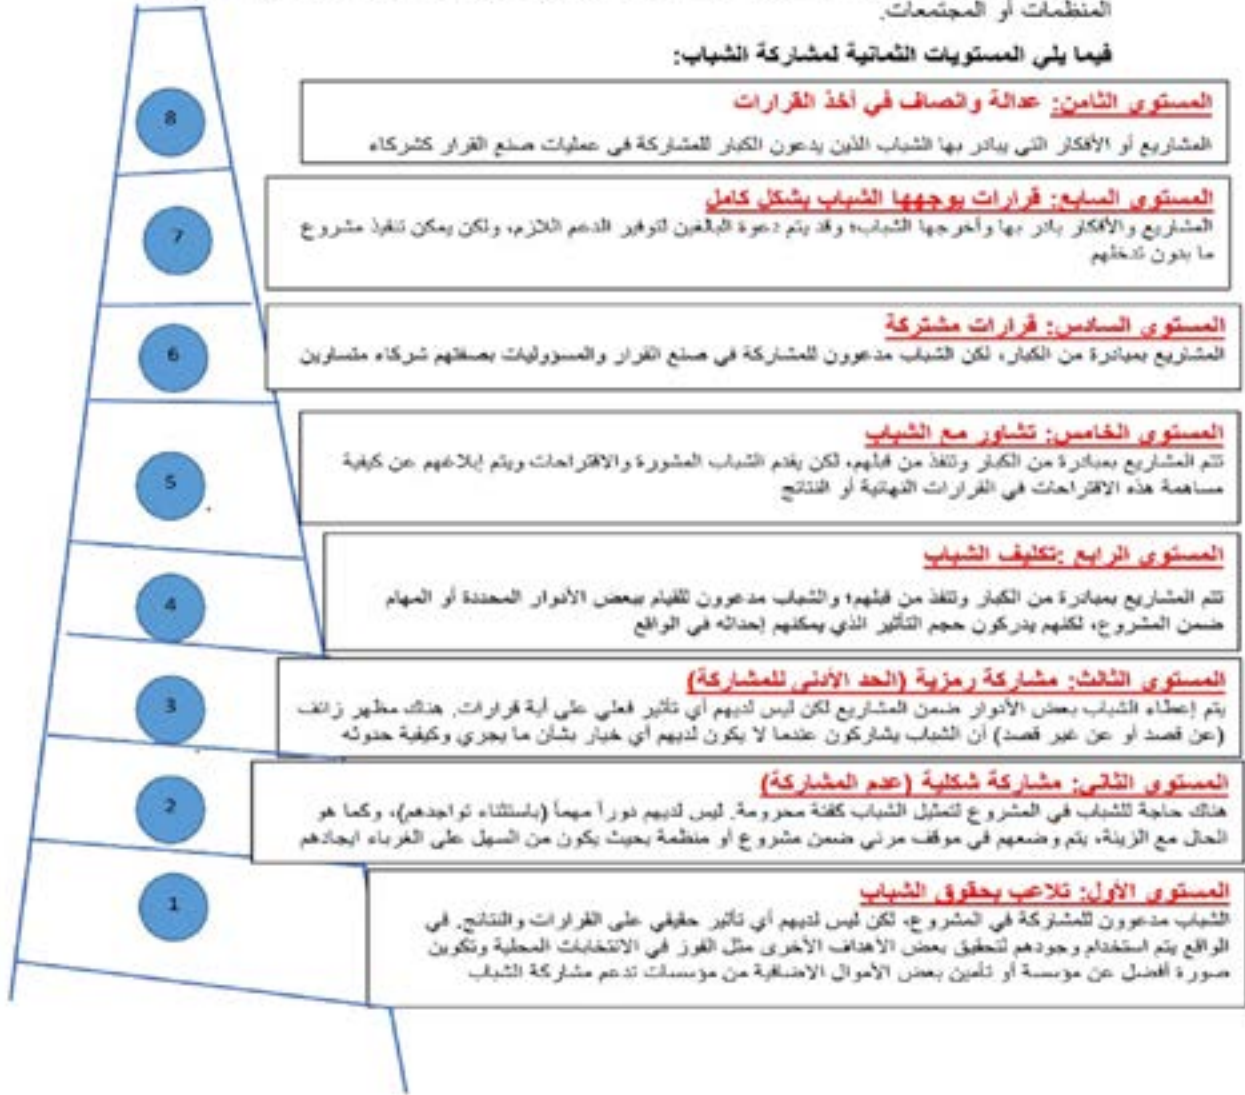 المنظمات أو المجتمعات.
فيما يلي المستويات الثمانية لمشاركة الشباب:
8
المستوى الثامن: عدالة وانصاف في أخذ القرارات
المشاريع أو الأفكار التي يبادر بها الشباب الذين يدعون الكبار للمشاركة في عمليات صنع القرار كشركاء
7
المستوى السابع: قرارات يوجهها الشباب بشكل كامل
المشاريع والأفكار بادر بها وأخرجها الشباب؛ وقد يتم دعوة البالغين لتوفير الدعم اللازم، ولكن يمكن تنفيذ مشروع
ما بدون تدخلهم
6
المستوى السادس: قرارات مشتركة
المشاريع بمبادرة من الكبار، لكن الشباب مدعوون للمشاركة في صنع القرار والمسؤوليات بصفتهم شركاء متساوين
5
المستوى الخامس: تشاور مع الشباب
تتم المشاريع بمبادرة من الكبار وتنفذ من قبلهم، لكن يقدم الشباب المشورة والاقتراحات ويتم إبلاغهم عن كيفية
مساهمة هذه الاقتراحات في القرارات النهائية أو النتائج
4
المستوى الرابع :تكليف الشباب
تتم المشاريع بمبادرة من الكبار وتنفذ من قبلهم؛ والشباب مدعوون للقيام ببعض الأدوار المحددة أو المهام
ضمن المشروع، لكنهم يدركون حجم التأثير الذي يمكنهم إحداثه في الواقع
3
المستوى الثالث: مشاركة رمزية (الحد الأدنى للمشاركة)
يتم إعطاء الشباب بعض الأدوار ضمن المشاريع لكن ليس لديهم أي تأثير فعلي على أية قرارات. هناك مظهر زائف
(عن قصد أو عن غير قصد) أن الشباب يشاركون عندما لا يكون لديهم أي خيار بشأن ما يجري وكيفية حدوثه
2
المستوى الثاني: مشاركة شكلية (عدم المشاركة)
هناك حاجة للشباب في المشروع لتمثيل الشباب كفئة محرومة. ليس لديهم دوراً مهماً (باستثناء تواجدهم)، وكما هو
الحال مع الزينة، يتم وضعهم في موقف مرئي ضمن مشروع أو منظمة بحيث يكون من السهل على الغرباء ايجادهم
1
المستوى الأول: تلاعب بحقوق الشباب
الشباب مدعوون للمشاركة في المشروع، لكن ليس لديهم أي تأثير حقيقي على القرارات والنتائج. في
الواقع يتم استخدام وجودهم لتحقيق بعض الأهداف الأخرى مثل الفوز في الانتخابات المحلية وتكوين
صورة أفضل عن مؤسسة أو تأمين بعض الأموال الاضافية من مؤسسات تدعم مشاركة الشباب